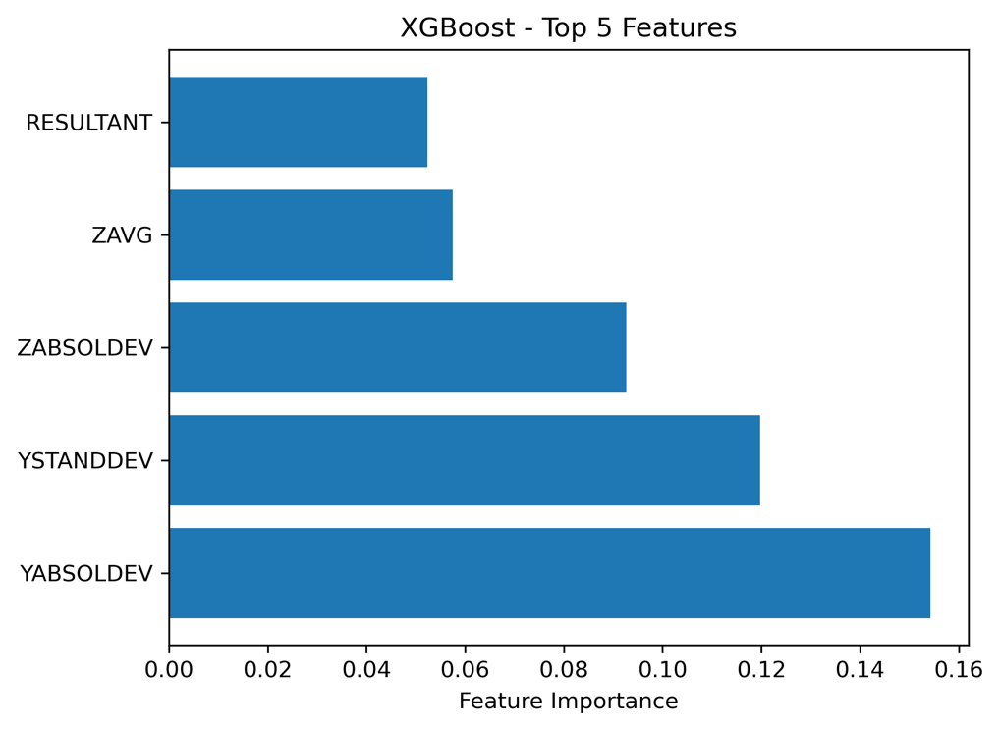 XGBoost - Top 5 Features
RESULTANT
ZAVG
ZABSOLDEV
YSTANDDEV
YABSOLDEV
0.00 0.02 0.04 0.06 0.08 0.10 0.12 0.14 0.16
Feature Importance